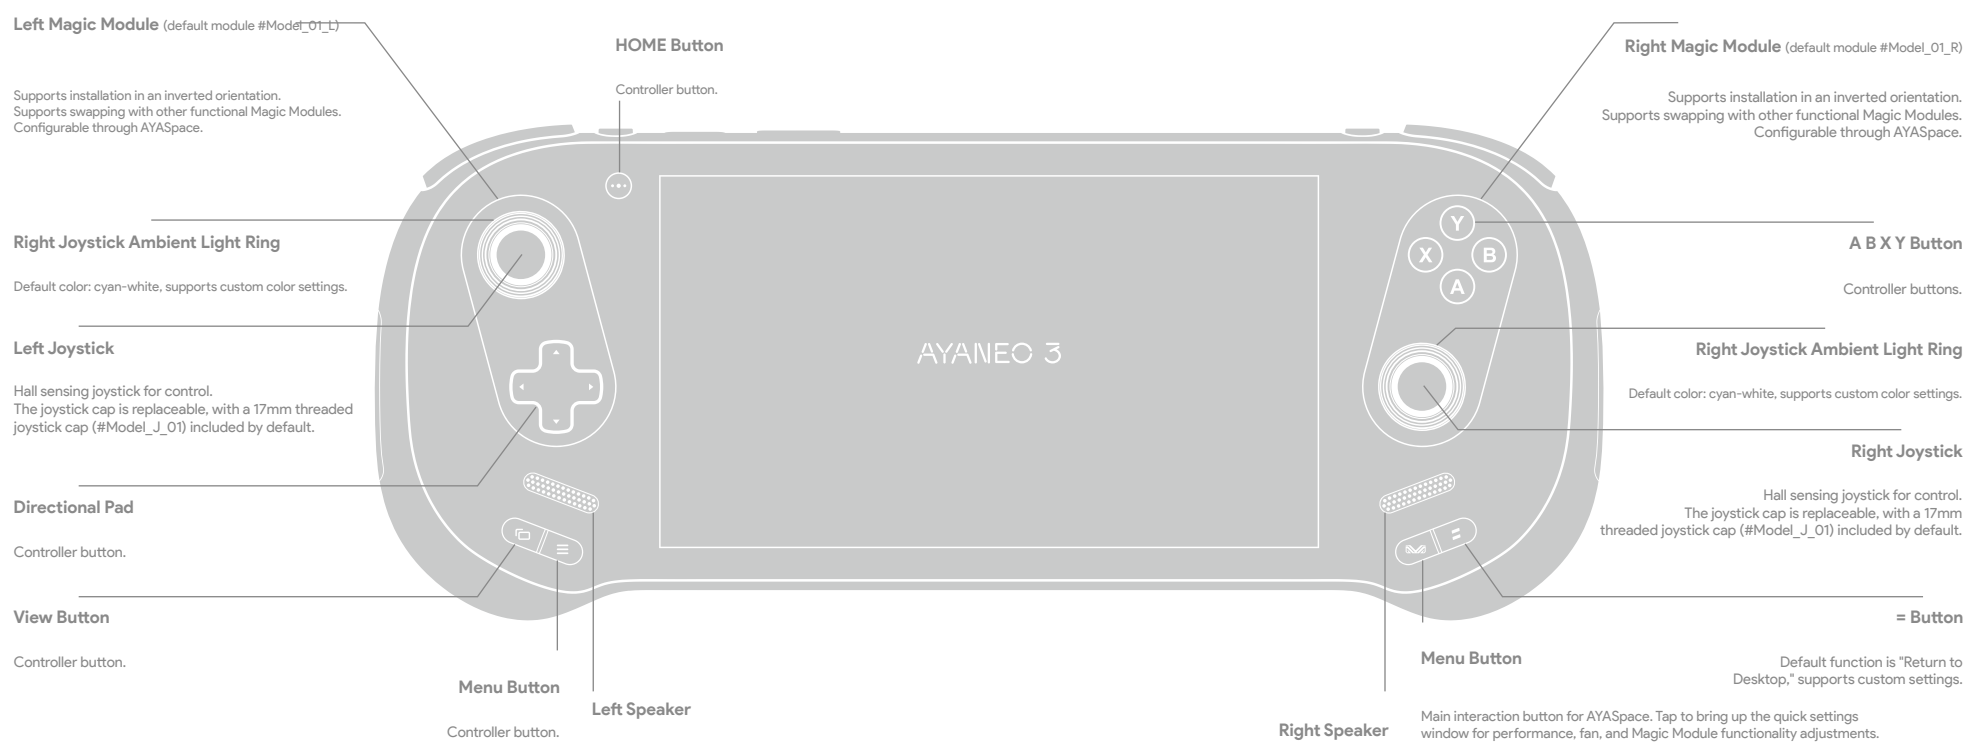 Left Magic Module (default module #Model_01_L)
Supports installation in an inverted orientation.
Supports swapping with other functional Magic Modules.
Configurable through AYASpace.
Right Joystick Ambient Light Ring
Default color: cyan-white, supports custom color settings.
Left Joystick
Hall sensing joystick for control.
The joystick cap is replaceable, with a 17mm threaded
joystick cap (#Model_J_01) included by default.
Directional Pad
Controller button.
View Button
Controller button.
Menu Button
Controller button.
Left Speaker
HOME Button
Controller button.
AYANEO 3
Y
X
B
A
Right Magic Module (default module #Model_01_R)
Supports installation in an inverted orientation.
Supports swapping with other functional Magic Modules.
Configurable through AYASpace.
A B X Y Button
Controller buttons.
Right Joystick Ambient Light Ring
Default color: cyan-white, supports custom color settings.
Right Joystick
Hall sensing joystick for control.
The joystick cap is replaceable, with a 17mm
threaded joystick cap (#Model_J_01) included by default.
= Button
Default function is "Return to
Desktop," supports custom settings.
Menu Button
Main interaction button for AYASpace. Tap to bring up the quick settings
window for performance, fan, and Magic Module functionality adjustments.
Right Speaker